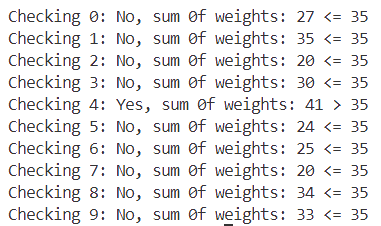 Checking 0: No, sum 0f weights: 27 <= 35
Checking 1: No, sum 0f weights: 35 <= 35
Checking 2: No, sum 0f weights: 20 <= 35
Checking 3: No, sum 0f weights: 30 <= 35
Checking 4: Yes, sum 0f weights: 41 > 35
Checking 5: No, sum 0f weights: 24 <= 35
Checking 6: No, sum 0f weights: 25 <= 35
Checking 7: No, sum 0f weights: 20 <= 35
Checking 8: No, sum 0f weights: 34 <= 35
Checking 9: No, sum 0f weights: 33 <= 35